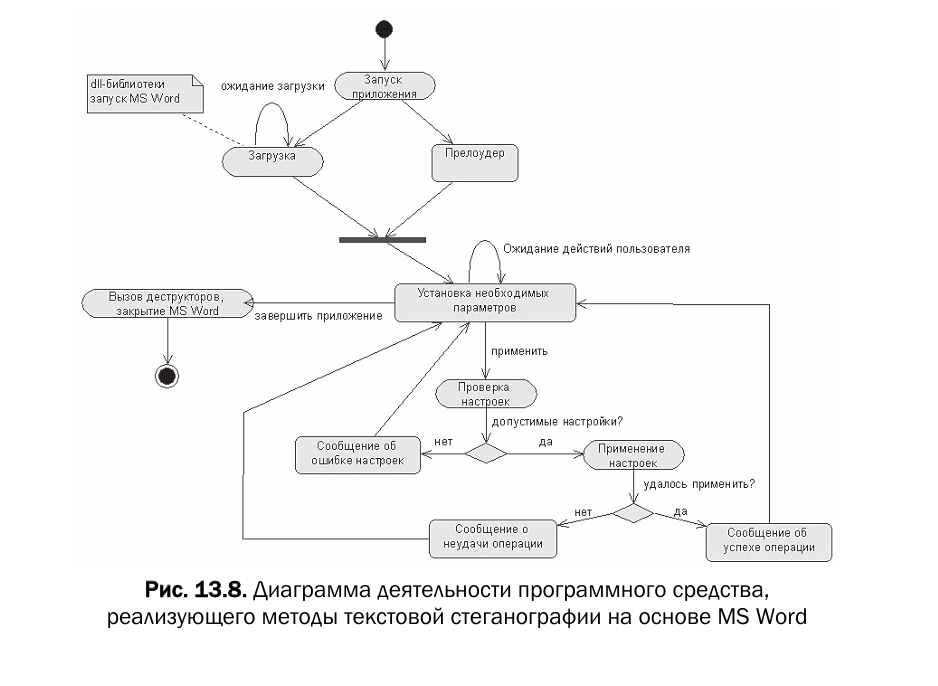 dll-библиотеки
запуск MS Word
ожидание загрузки
Запуск
приложения
Загрузка
Прелоудер
Ожидание действий пользователя
Установка необходимых
параметров
Вызов деструкторов,
закрытие MS Word
завершить приложение
применить
Проверка
настроек
допустимые настройки?
нет
да
Сообщение об
ошибке настроек
Применение
настроек
удалось применить?
нет
да
Сообщение о
неудачи операции
Сообщение об
успехе операции
Рис. 13.8. Диаграмма деятельности программного средства,
реализующего методы текстовой стеганографии на основе MS Word